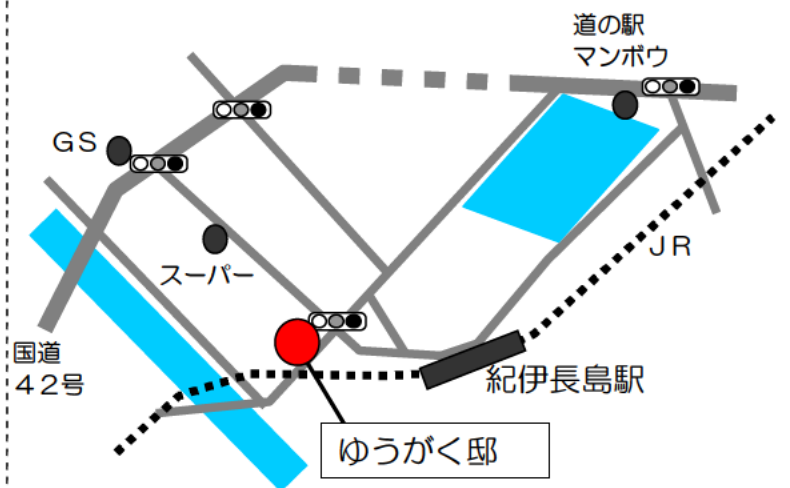 道の駅
マンボウ
ＧＳ
スーパー
ＪＲ
国道
４２号
紀伊長島駅
ゆうがく邸